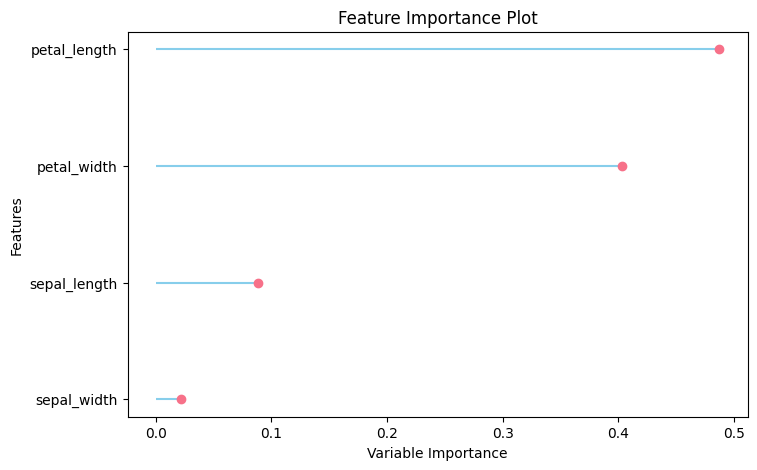 Feature Importance Plot
petal_length
petal_width
sepal_length
sepal_width
Features
0.0 0.1 0.2 0.3 0.4 0.5
Variable Importance